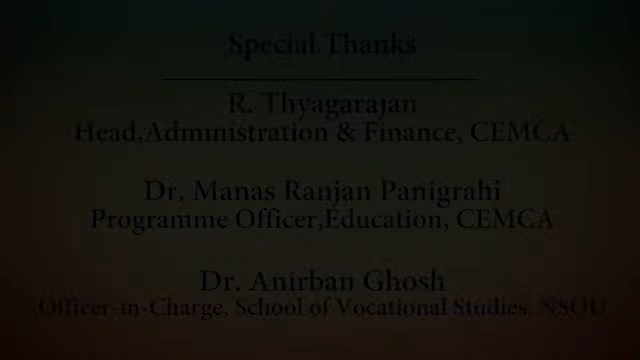 Special Thanks
R. Thyagarajan
Head,Administration & Finance, CEMCA
Dr. Manas Ranjan Panigrahi
Programme Officer,Education, CEMCA
Dr. Anirban Ghosh
Officer-in-Charge, School of Vocational Studies, NSOU